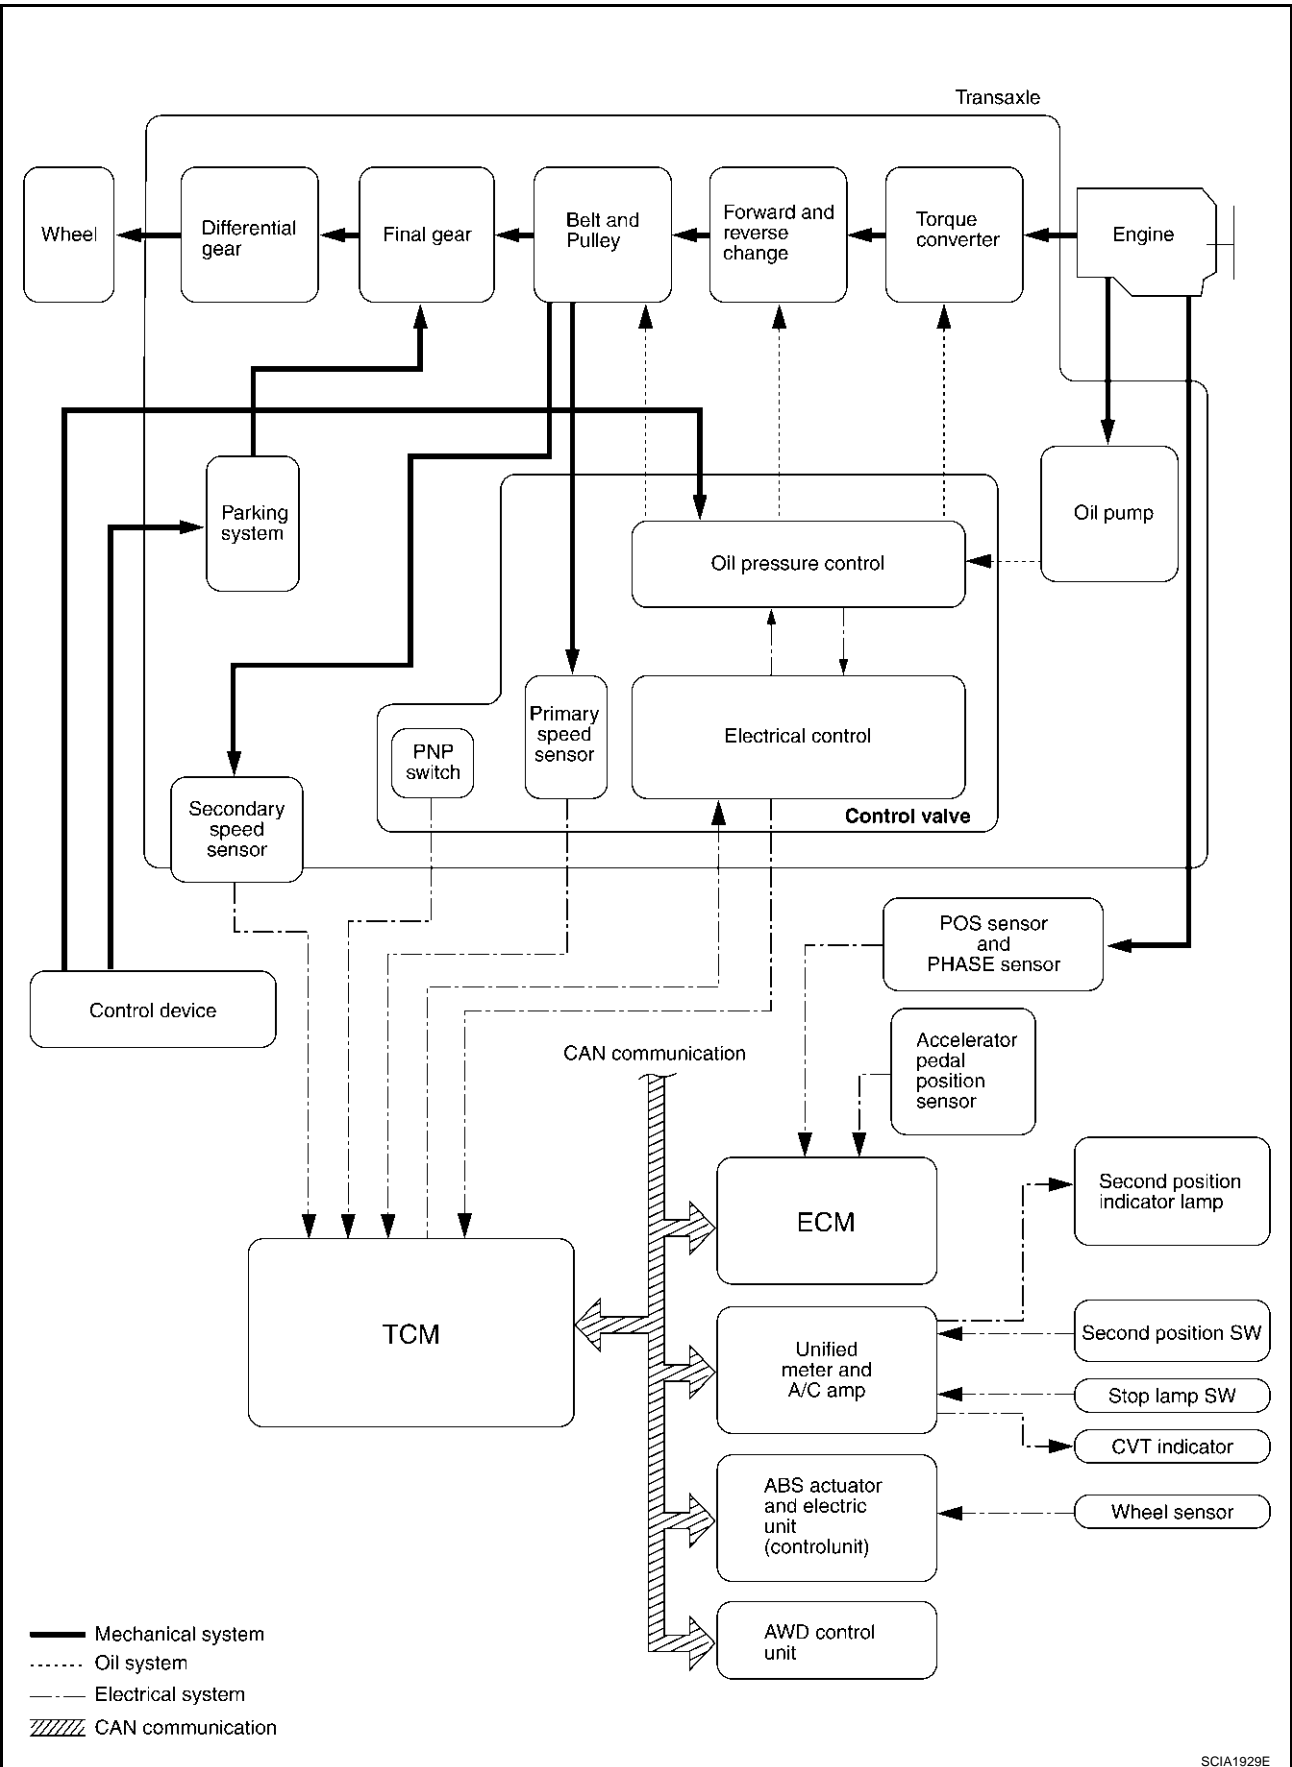 Transaxle
Wheel
Differential
gear
Final gear
Belt and
Pulley
Forward and
reverse
change
Torque
converter
Engine
Parking
system
Oil pump
Oil pressure control
Primary
speed
sensor
Electrical control
PNP
switch
Control valve
Secondary
speed
sensor
POS sensor
and
PHASE sensor
Control device
Accelerator
pedal
position
sensor
CAN communication
ECM
Second position
indicator lamp
TCM
Unified
meter and
A/C amp
Second position SW
Stop lamp SW
CVT indicator
ABS actuator
and electric
unit
(controlunit)
Wheel sensor
AWD control
unit
Mechanical system
Oil system
Electrical system
CAN communication
SCIA1929E